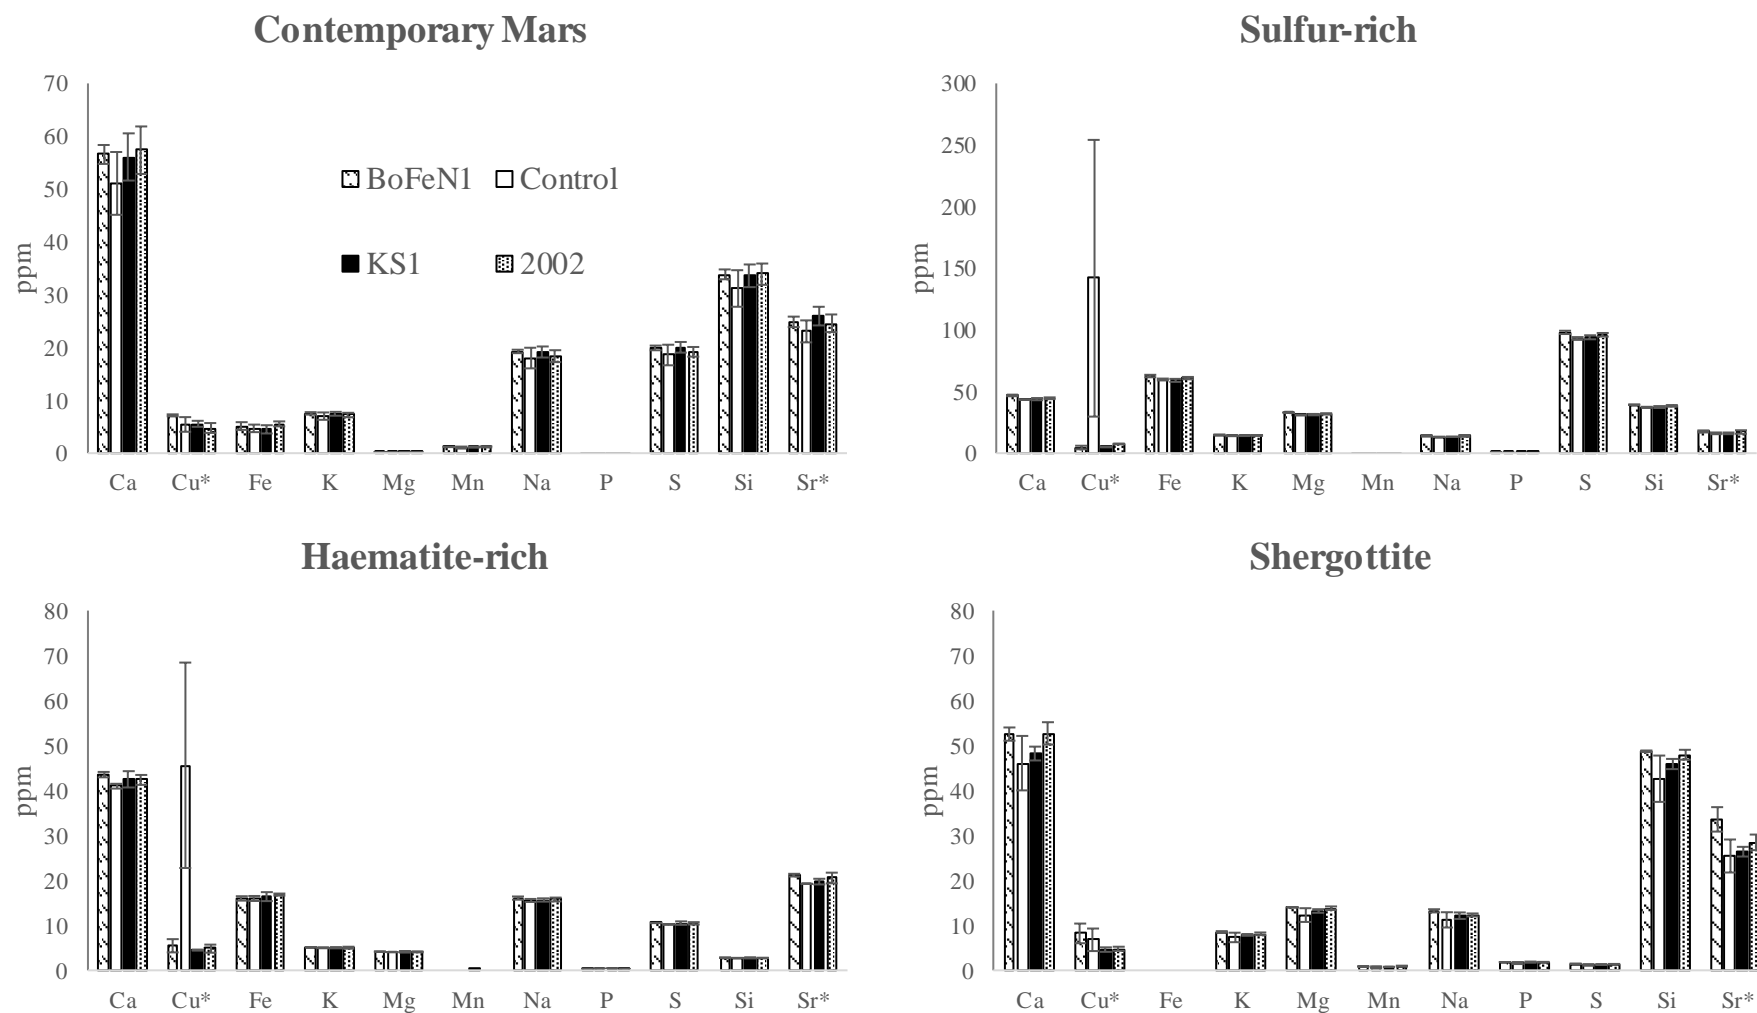 Contemporary Mars
70
60
50
40
30
20
10
0
ppm
BoFeN1 Control
KS1 2002
Ca Cu* Fe K Mg Mn Na P S Si Sr*
Sulfur-rich
300
250
200
150
100
50
0
ppm
Ca Cu* Fe K Mg Mn Na P S Si Sr*
Haematite-rich
80
70
60
50
40
30
20
10
0
ppm
Ca Cu* Fe K Mg Mn Na P S Si Sr*
Shergottite
80
70
60
50
40
30
20
10
0
ppm
Ca Cu* Fe K Mg Mn Na P S Si Sr*